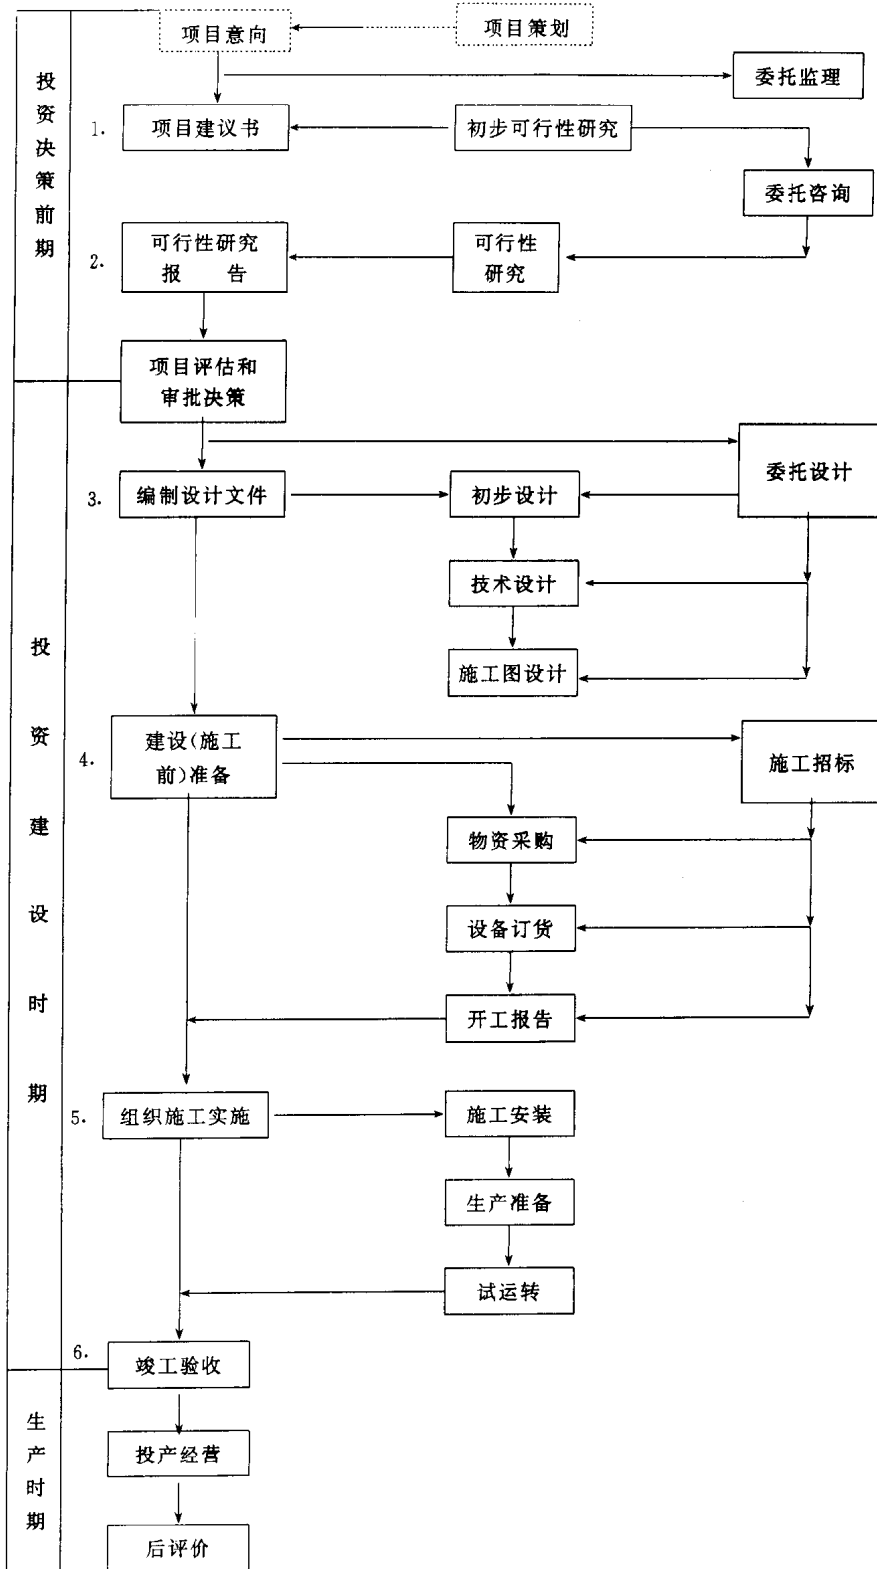 项目意向
项目策划
委托监理
投资决策前期
1.
项目建议书
初步可行性研究
委托咨询
2.
可行性研究
报 告
可行性
研究
项目评估和
审批决策
委托设计
3.
编制设计文件
初步设计
技术设计
施工图设计
投资建设时期
4.
建设(施工
前)准备
施工招标
物资采购
设备订货
开工报告
5.
组织施工实施
施工安装
生产准备
试运转
6.
竣工验收
生产时期
投产经营
后评价